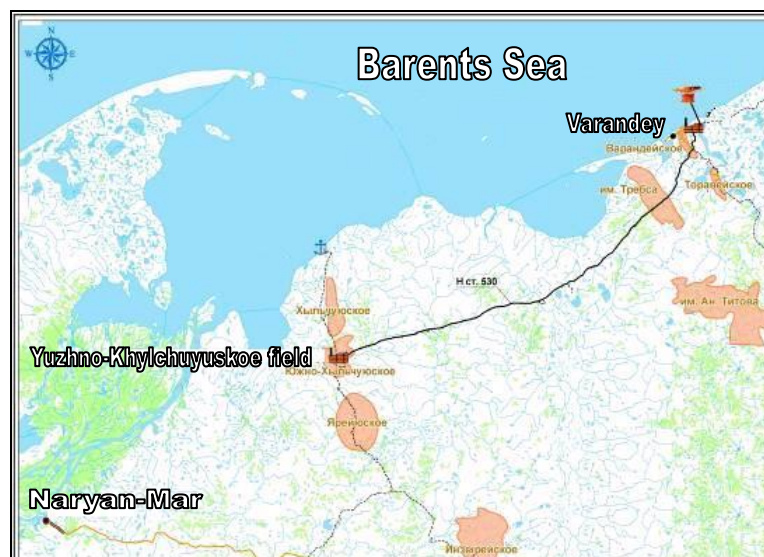 N
W
E
S
Barents Sea
Varandey
Варандейское
им. Требса
Торавейское
Н ст. 530
им. Ан. Титова
Хыльчуюское
Yuzhno-Khylchuyuskoe field
Южно-Хыльчуюское
Ярейюское
Naryan-Mar
Инзырейское